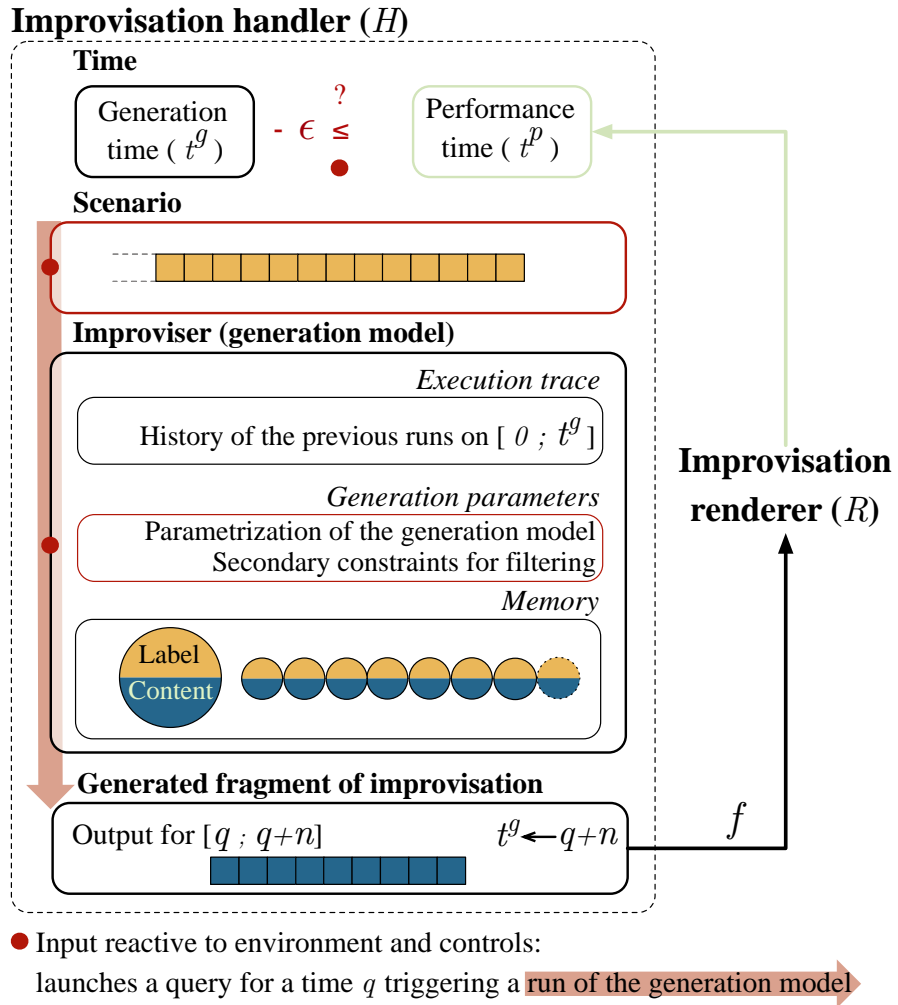 Improvisation handler (H)
Time
Generation
time ( t^g )
- ϵ ≤
?
Performance
time ( t^p )
Scenario
Improviser (generation model)
Execution trace
History of the previous runs on [ 0 ; t^g ]
Generation parameters
Parametrization of the generation model
Secondary constraints for filtering
Memory
Label
Content
Improvisation
renderer (R)
Generated fragment of improvisation
Output for [q ; q+n]
t^g ← q+n
f
Input reactive to environment and controls:
launches a query for a time q triggering a run of the generation model